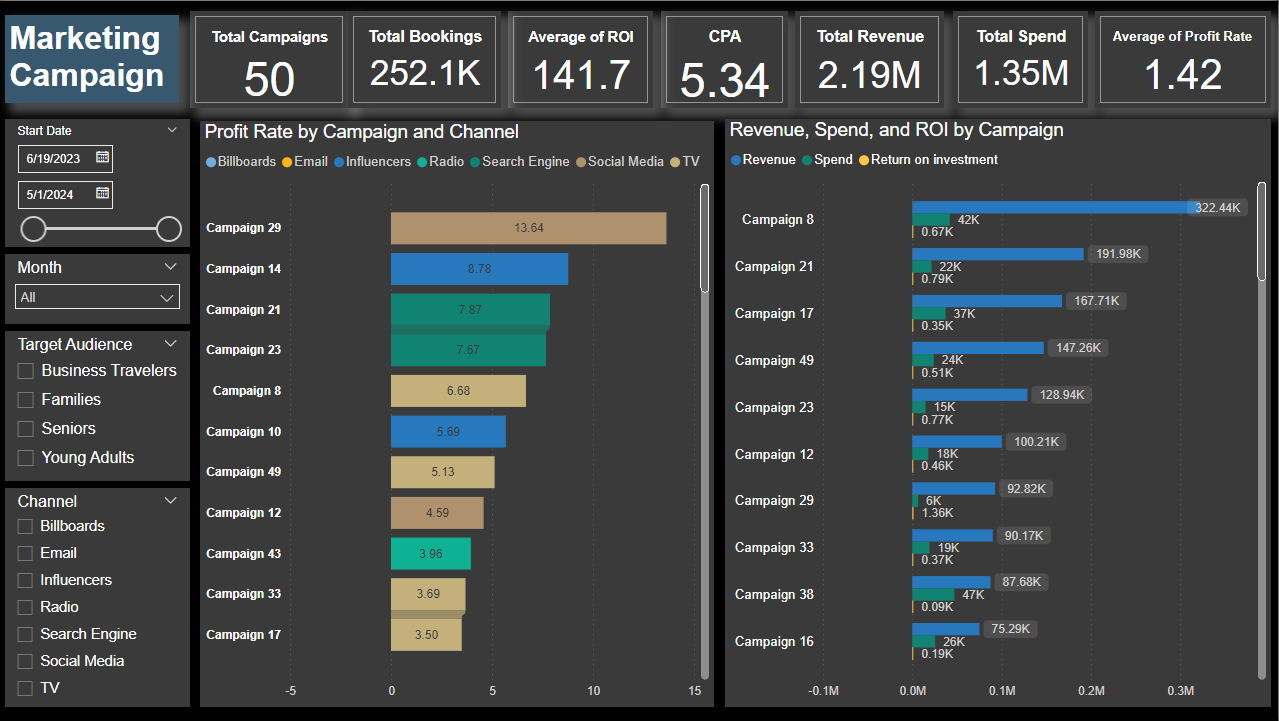 Marketing
Campaign
Total Campaigns
50
Total Bookings
252.1K
Average of ROI
141.7
CPA
5.34
Total Revenue
2.19M
Total Spend
1.35M
Average of Profit Rate
1.42
Start Date
6/19/2023
5/1/2024
Month
All
Target Audience
Business Travelers
Families
Seniors
Young Adults
Channel
Billboards
Email
Influencers
Radio
Search Engine
Social Media
TV
Profit Rate by Campaign and Channel
Billboards Email Influencers Radio Search Engine Social Media TV
Campaign 29 13.64
Campaign 14 8.78
Campaign 21 7.87
Campaign 23 7.67
Campaign 8 6.68
Campaign 10 5.69
Campaign 49 5.13
Campaign 12 4.59
Campaign 43 3.96
Campaign 33 3.69
Campaign 17 3.50
-5 0 5 10 15
Revenue, Spend, and ROI by Campaign
Revenue Spend Return on investment
322.44K
Campaign 8 42K
0.67K
191.98K
Campaign 21 22K
0.79K
167.71K
Campaign 17 37K
0.35K
147.26K
Campaign 49 24K
0.51K
128.94K
Campaign 23 15K
0.77K
100.21K
Campaign 12 18K
0.46K
92.82K
Campaign 29 6K
1.36K
90.17K
Campaign 33 19K
0.37K
87.68K
Campaign 38 47K
0.09K
75.29K
Campaign 16 26K
0.19K
-0.1M 0.0M 0.1M 0.2M 0.3M